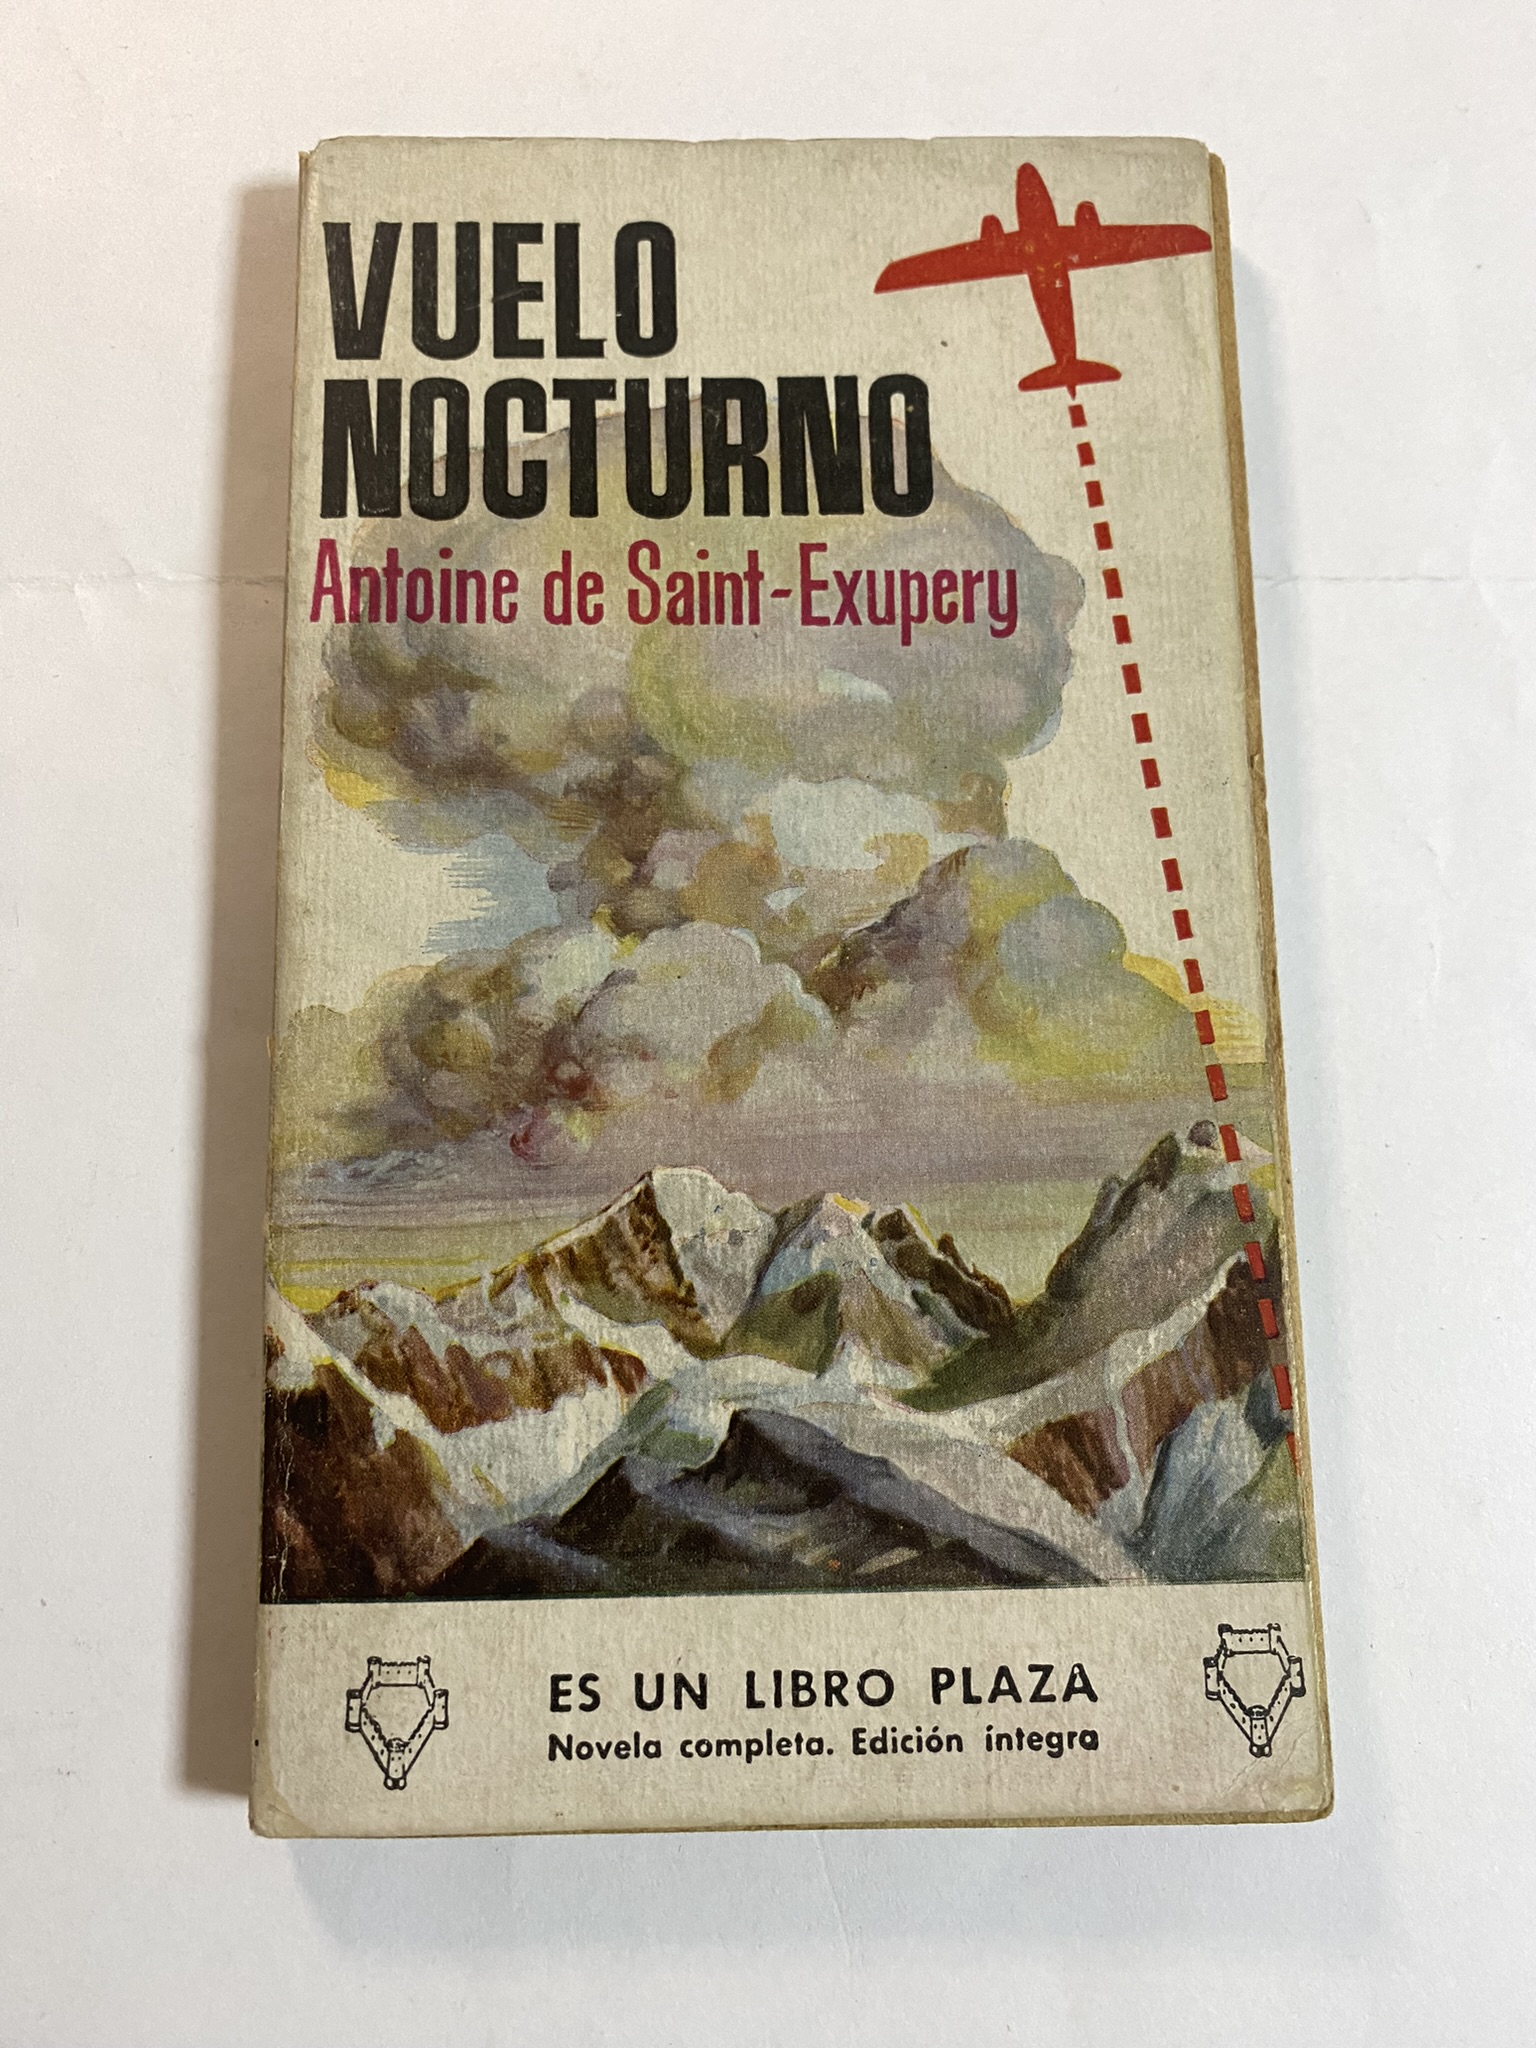 VUELO
NOCTURNO
Antoine de Saint-Exupery
ES UN LIBRO PLAZA
Novela completa. Edición íntegra